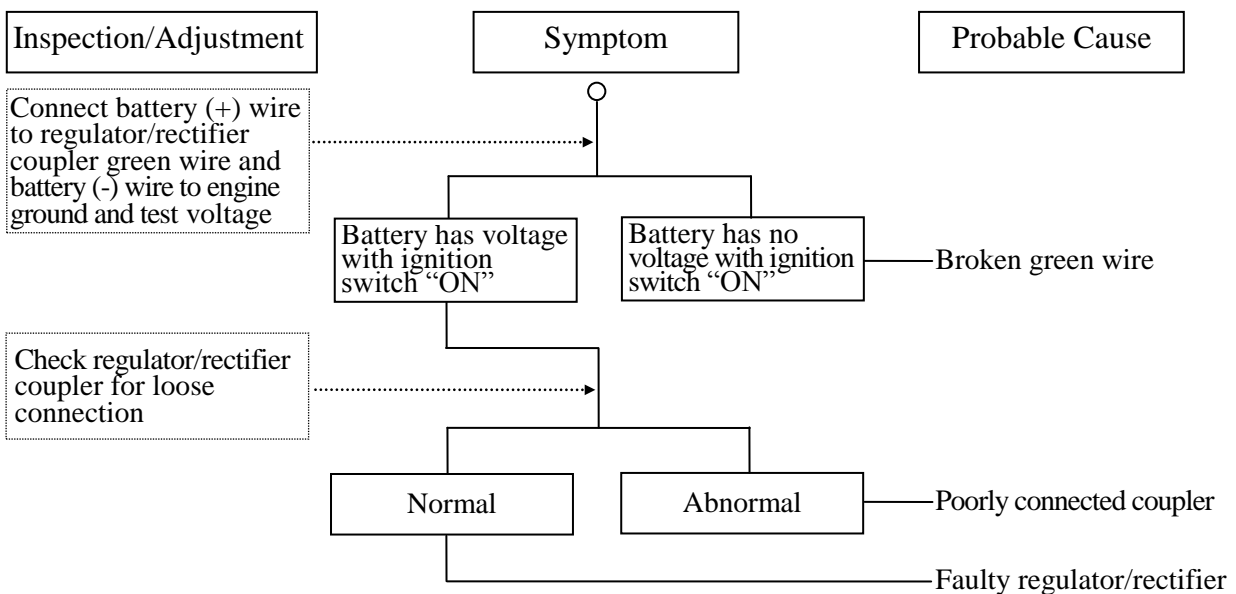 Inspection/Adjustment
Symptom
Probable Cause
Connect battery (+) wire
to regulator/rectifier
coupler green wire and
battery (-) wire to engine
ground and test voltage
Battery has voltage
with ignition
switch “ON”
Battery has no
voltage with ignition
switch “ON”
Broken green wire
Check regulator/rectifier
coupler for loose
connection
Normal
Abnormal
Poorly connected coupler
Faulty regulator/rectifier